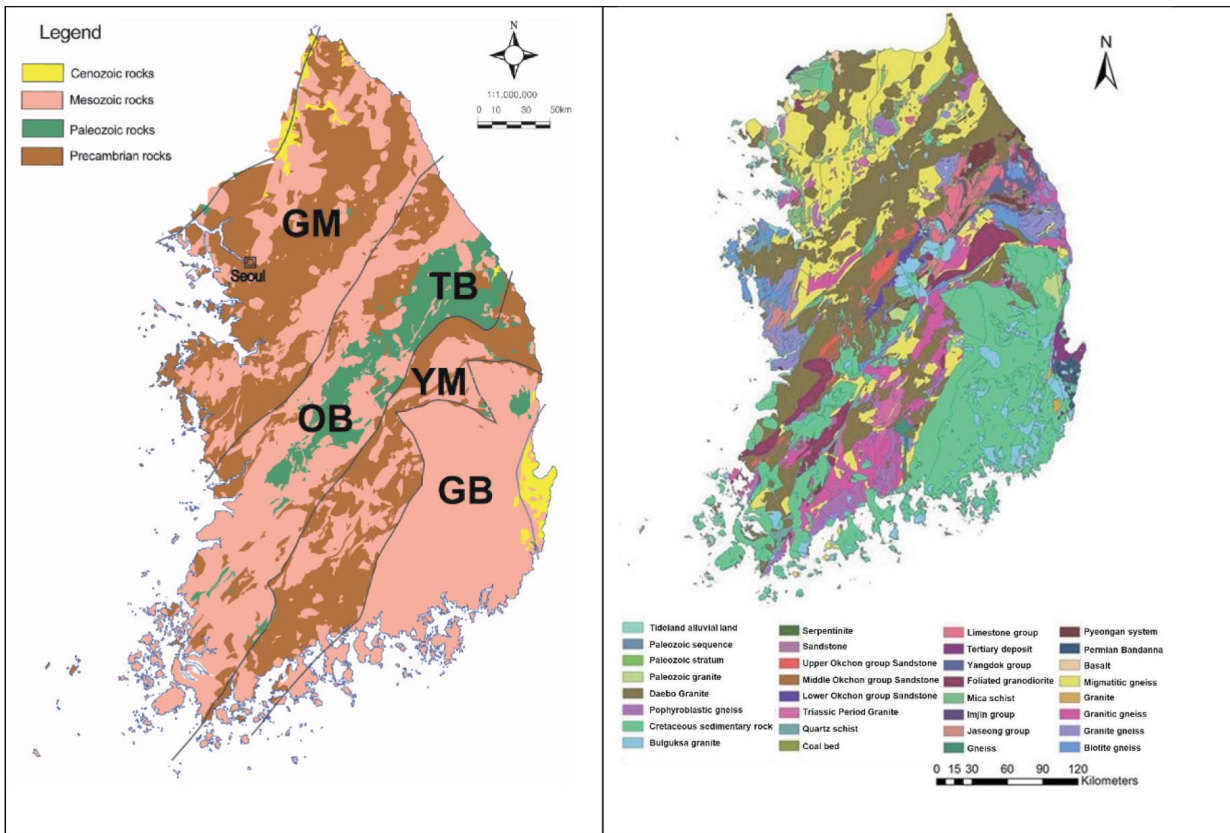 Legend
Cenozoic rocks
Mesozoic rocks
Paleozoic rocks
Precambrian rocks
N
1:1,000,000
0 10 30 50km
GM
Seoul
TB
YM
OB
GB
N
Tideland alluvial land
Paleozoic sequence
Paleozoic stratum
Paleozoic granite
Daebo Granite
Pophyroblastic gneiss
Cretaceous sedimentary rock
Bulguksa granite
Serpentinite
Sandstone
Upper Okchon group Sandstone
Middle Okchon group Sandstone
Lower Okchon group Sandstone
Triassic Period Granite
Quartz schist
Coal bed
Limestone group
Tertiary deposit
Yangdok group
Foliated granodiorite
Mica schist
Imjin group
Jaseong group
Gneiss
Pyeongan system
Permian Bandanna
Basalt
Migmatitic gneiss
Granite
Granitic gneiss
Granite gneiss
Biotite gneiss
0 15 30 60 90 120
Kilometers